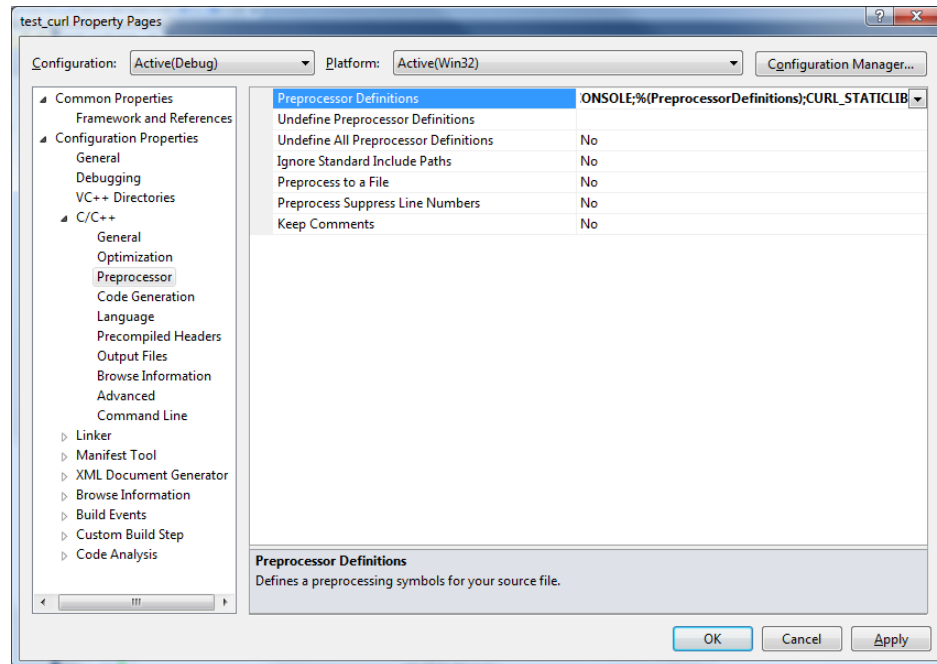 test_curl Property Pages
Configuration: Active(Debug) Platform: Active(Win32) Configuration Manager...
Common Properties
Framework and References
Configuration Properties
General
Debugging
VC++ Directories
C/C++
General
Optimization
Preprocessor
Code Generation
Language
Precompiled Headers
Output Files
Browse Information
Advanced
Command Line
Linker
Manifest Tool
XML Document Generator
Browse Information
Build Events
Custom Build Step
Code Analysis
Preprocessor Definitions ONSOLE;%(PreprocessorDefinitions);CURL_STATICLIB
Undefine Preprocessor Definitions
Undefine All Preprocessor Definitions No
Ignore Standard Include Paths No
Preprocess to a File No
Preprocess Suppress Line Numbers No
Keep Comments No
Preprocessor Definitions
Defines a preprocessing symbols for your source file.
OK Cancel Apply